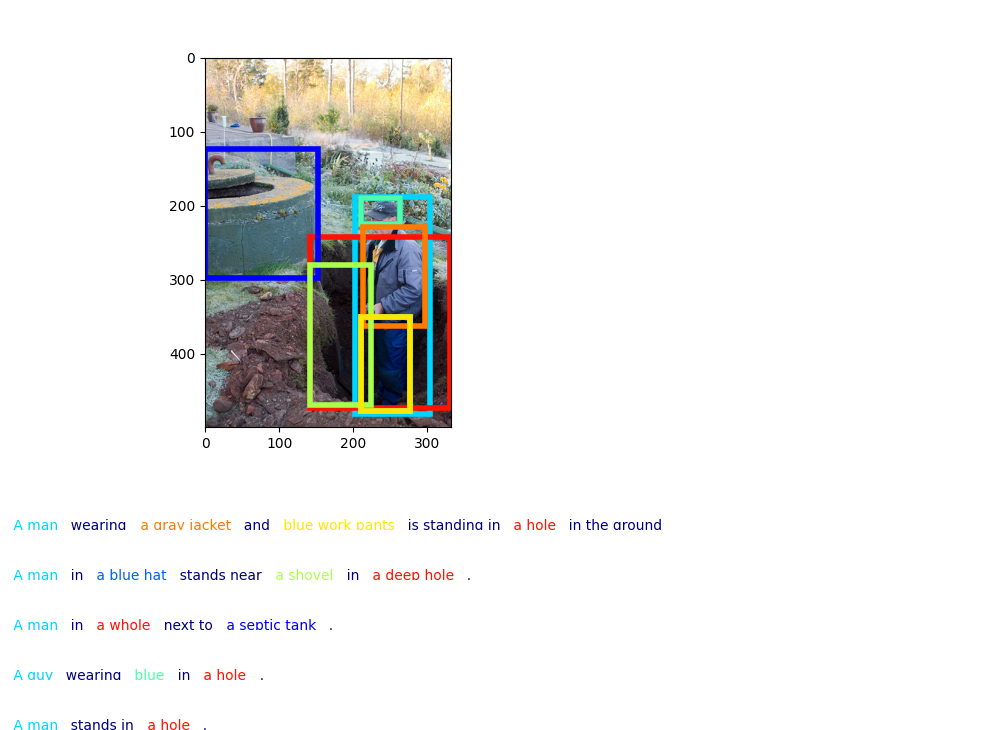 0
100
200
300
400
0 100 200 300
A man wearing a gray jacket and blue work pants is standing in a hole in the ground
A man in a blue hat stands near a shovel in a deep hole .
A man in a whole next to a septic tank .
A guy wearing blue in a hole .
A man stands in a hole .